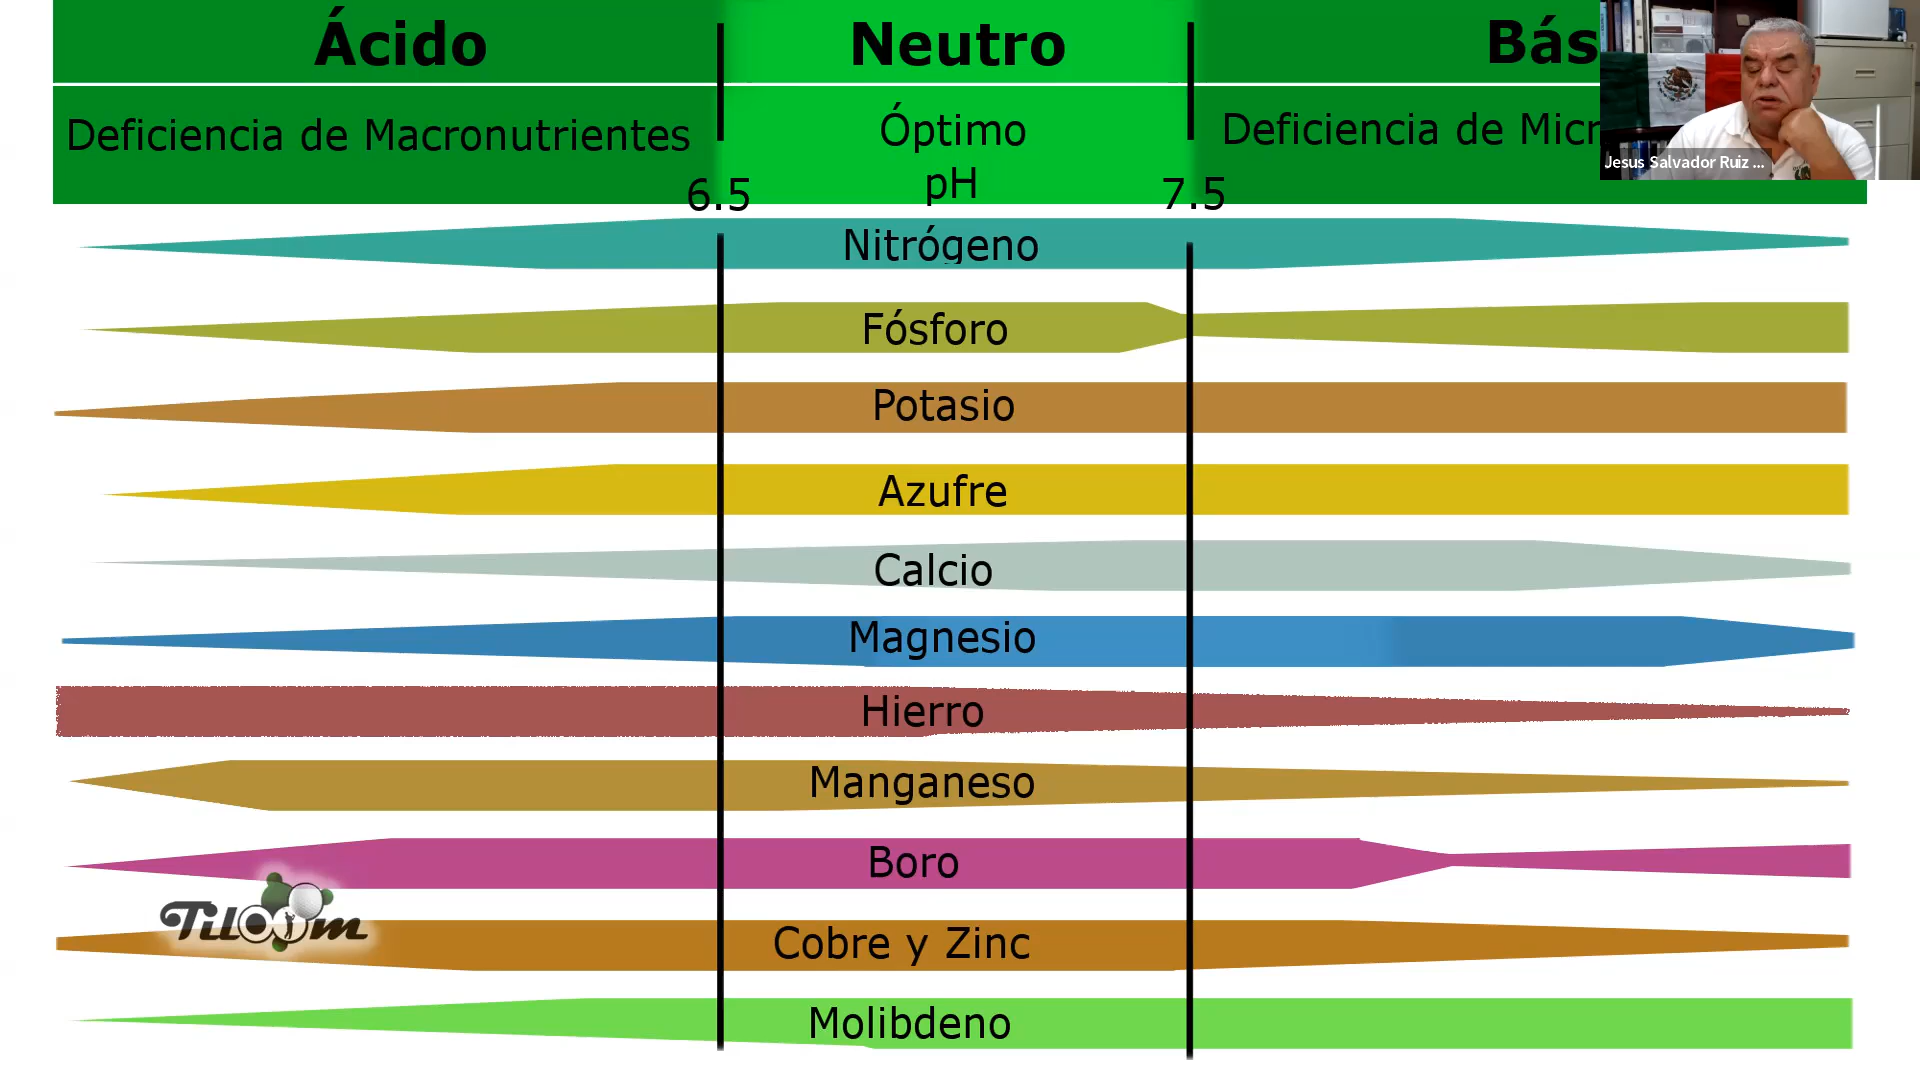 Ácido
Neutro
Bás
Deficiencia de Macronutrientes
Óptimo
pH
Deficiencia de Micr
6.5
7.5
Jesus Salvador Ruiz ...
Nitrógeno
Fósforo
Potasio
Azufre
Calcio
Magnesio
Hierro
Manganeso
Boro
Tiloom
Cobre y Zinc
Molibdeno